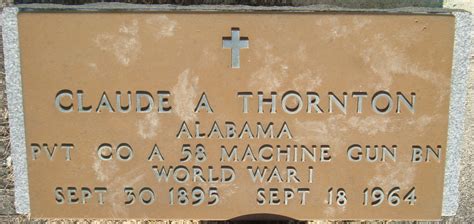 CLAUDE A THORNTON
ALABAMA
PVT CO A 58 MACHINE GUN BN
WORLD WAR I
SEPT 30 1895 SEPT 18 1964